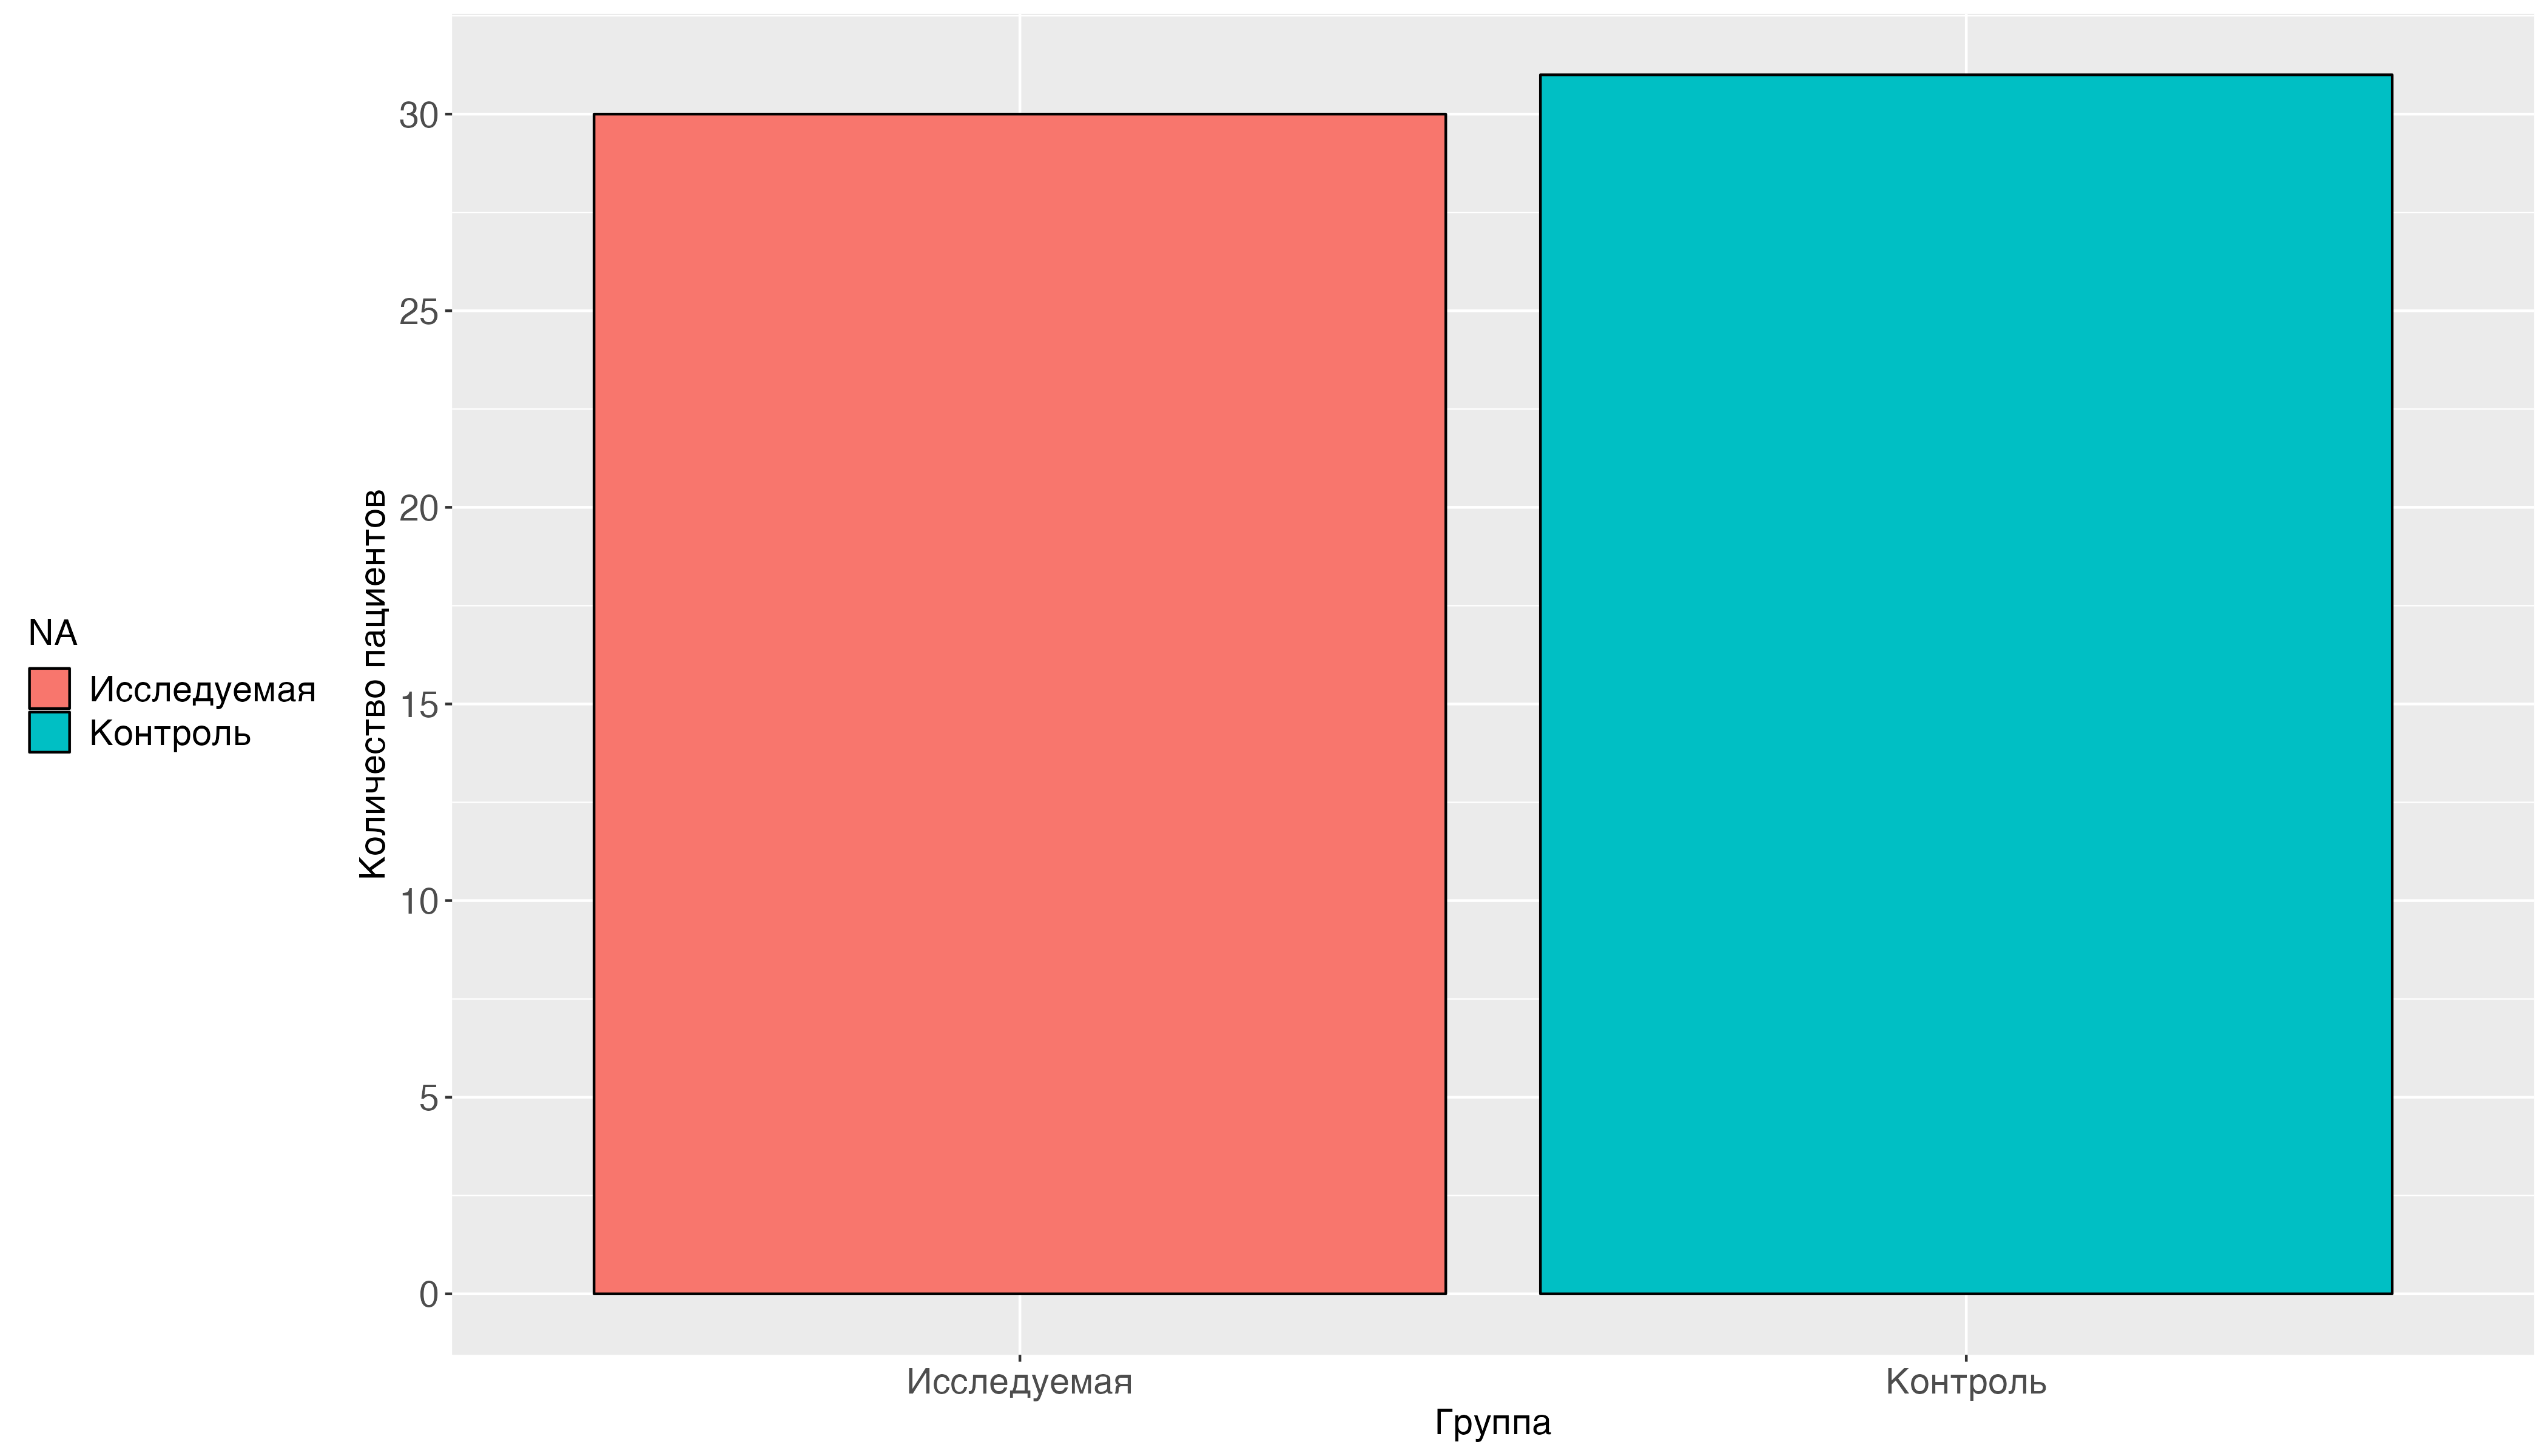 NA
Исследуемая
Контроль
Количество пациентов
30
25
20
15
10
5
0
Исследуемая Контроль
Группа